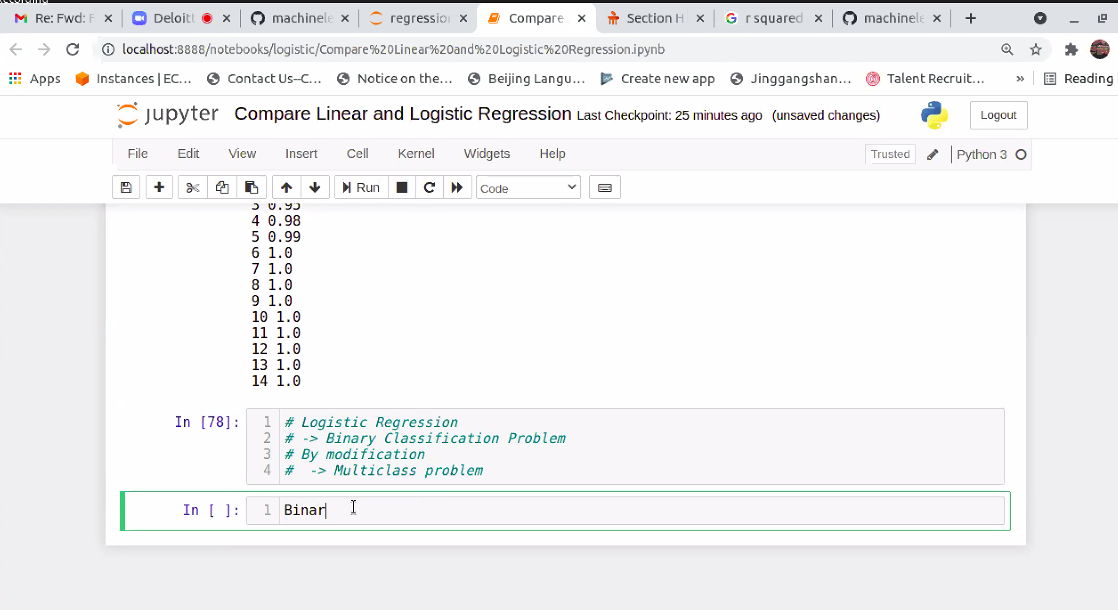 ecording
Re: Fwd: F
Deloitt
machinele
regression
Compare
Section H
r squared
machinele
localhost:8888/notebooks/logistic/Compare%20Linear%20and%20Logistic%20Regression.ipynb
Apps
Instances | EC...
Contact Us--C...
Notice on the...
Beijing Langu...
Create new app
Jinggangshan...
Talent Recruit...
»
Reading
jupyter Compare Linear and Logistic Regression Last Checkpoint: 25 minutes ago (unsaved changes)
Logout
File Edit View Insert Cell Kernel Widgets Help
Trusted
Python 3
Run
Code
3 0.95
4 0.98
5 0.99
6 1.0
7 1.0
8 1.0
9 1.0
10 1.0
11 1.0
12 1.0
13 1.0
14 1.0
In [78]: 1 # Logistic Regression
2 # -> Binary Classification Problem
3 # By modification
4 #  -> Multiclass problem
In [ ]: 1 Binar